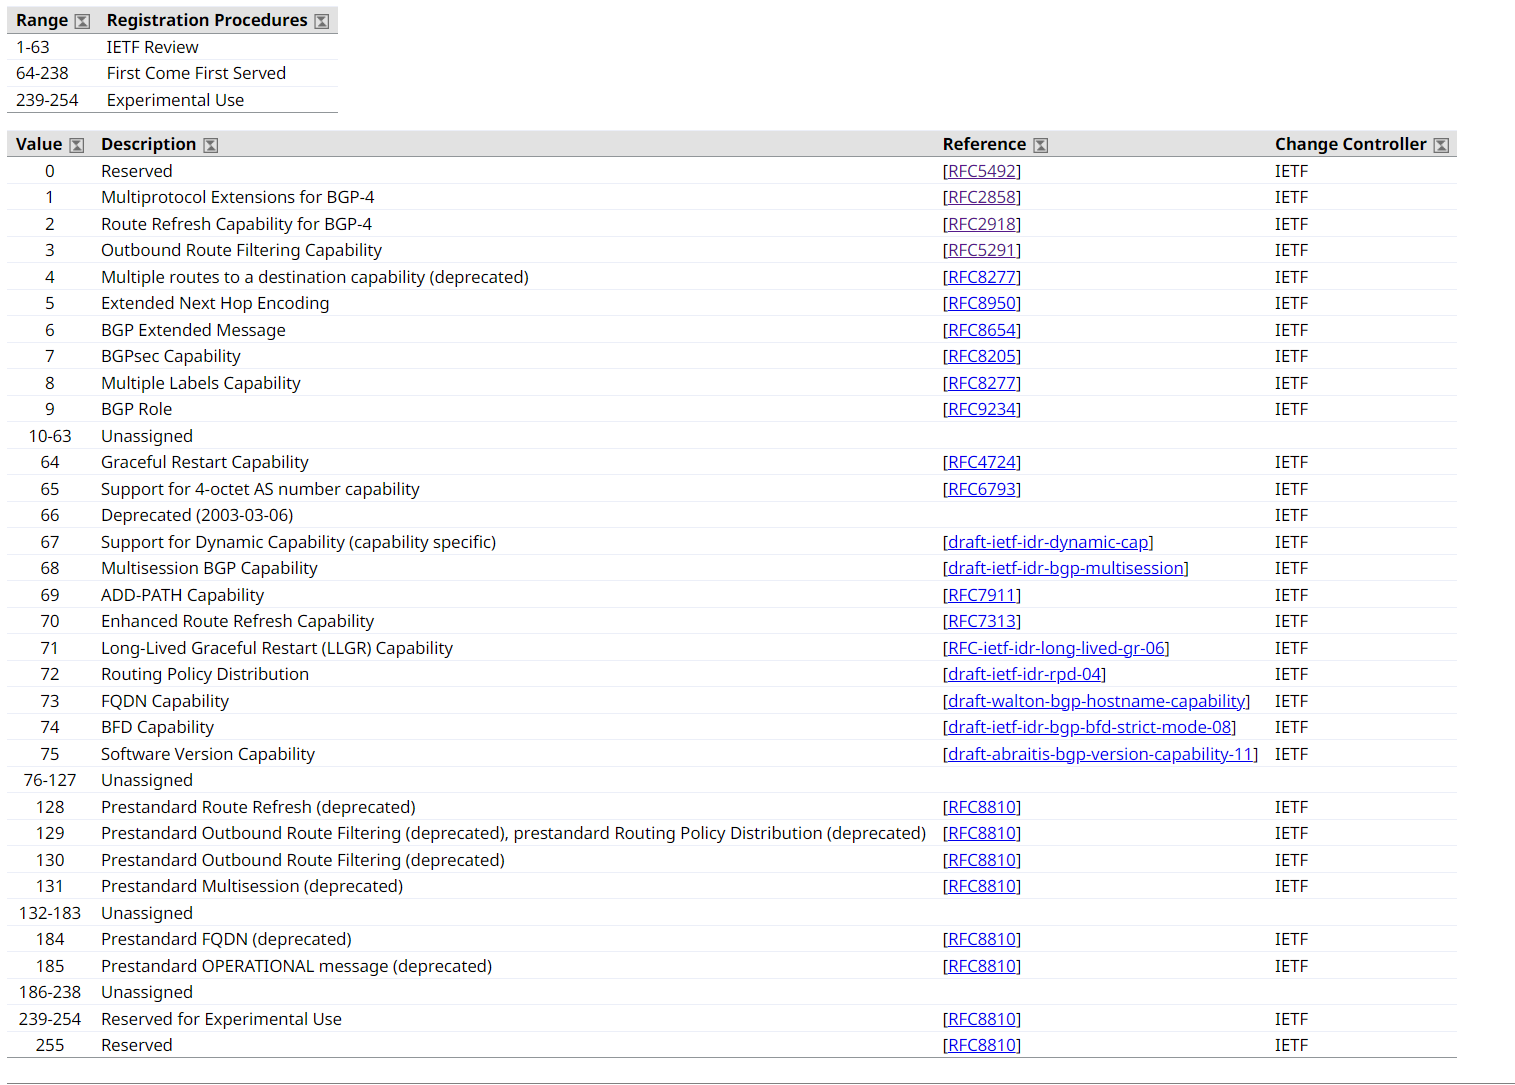 Range Registration Procedures
1-63 IETF Review
64-238 First Come First Served
239-254 Experimental Use
Value Description Reference Change Controller
0 Reserved [RFC5492] IETF
1 Multiprotocol Extensions for BGP-4 [RFC2858] IETF
2 Route Refresh Capability for BGP-4 [RFC2918] IETF
3 Outbound Route Filtering Capability [RFC5291] IETF
4 Multiple routes to a destination capability (deprecated) [RFC8277] IETF
5 Extended Next Hop Encoding [RFC8950] IETF
6 BGP Extended Message [RFC8654] IETF
7 BGPsec Capability [RFC8205] IETF
8 Multiple Labels Capability [RFC8277] IETF
9 BGP Role [RFC9234] IETF
10-63 Unassigned
64 Graceful Restart Capability [RFC4724] IETF
65 Support for 4-octet AS number capability [RFC6793] IETF
66 Deprecated (2003-03-06) IETF
67 Support for Dynamic Capability (capability specific) [draft-ietf-idr-dynamic-cap] IETF
68 Multisession BGP Capability [draft-ietf-idr-bgp-multisession] IETF
69 ADD-PATH Capability [RFC7911] IETF
70 Enhanced Route Refresh Capability [RFC7313] IETF
71 Long-Lived Graceful Restart (LLGR) Capability [RFC-ietf-idr-long-lived-gr-06] IETF
72 Routing Policy Distribution [draft-ietf-idr-rpd-04] IETF
73 FQDN Capability [draft-walton-bgp-hostname-capability] IETF
74 BFD Capability [draft-ietf-idr-bgp-bfd-strict-mode-08] IETF
75 Software Version Capability [draft-abraitis-bgp-version-capability-11] IETF
76-127 Unassigned
128 Prestandard Route Refresh (deprecated) [RFC8810] IETF
129 Prestandard Outbound Route Filtering (deprecated), prestandard Routing Policy Distribution (deprecated) [RFC8810] IETF
130 Prestandard Outbound Route Filtering (deprecated) [RFC8810] IETF
131 Prestandard Multisession (deprecated) [RFC8810] IETF
132-183 Unassigned
184 Prestandard FQDN (deprecated) [RFC8810] IETF
185 Prestandard OPERATIONAL message (deprecated) [RFC8810] IETF
186-238 Unassigned
239-254 Reserved for Experimental Use [RFC8810] IETF
255 Reserved [RFC8810] IETF